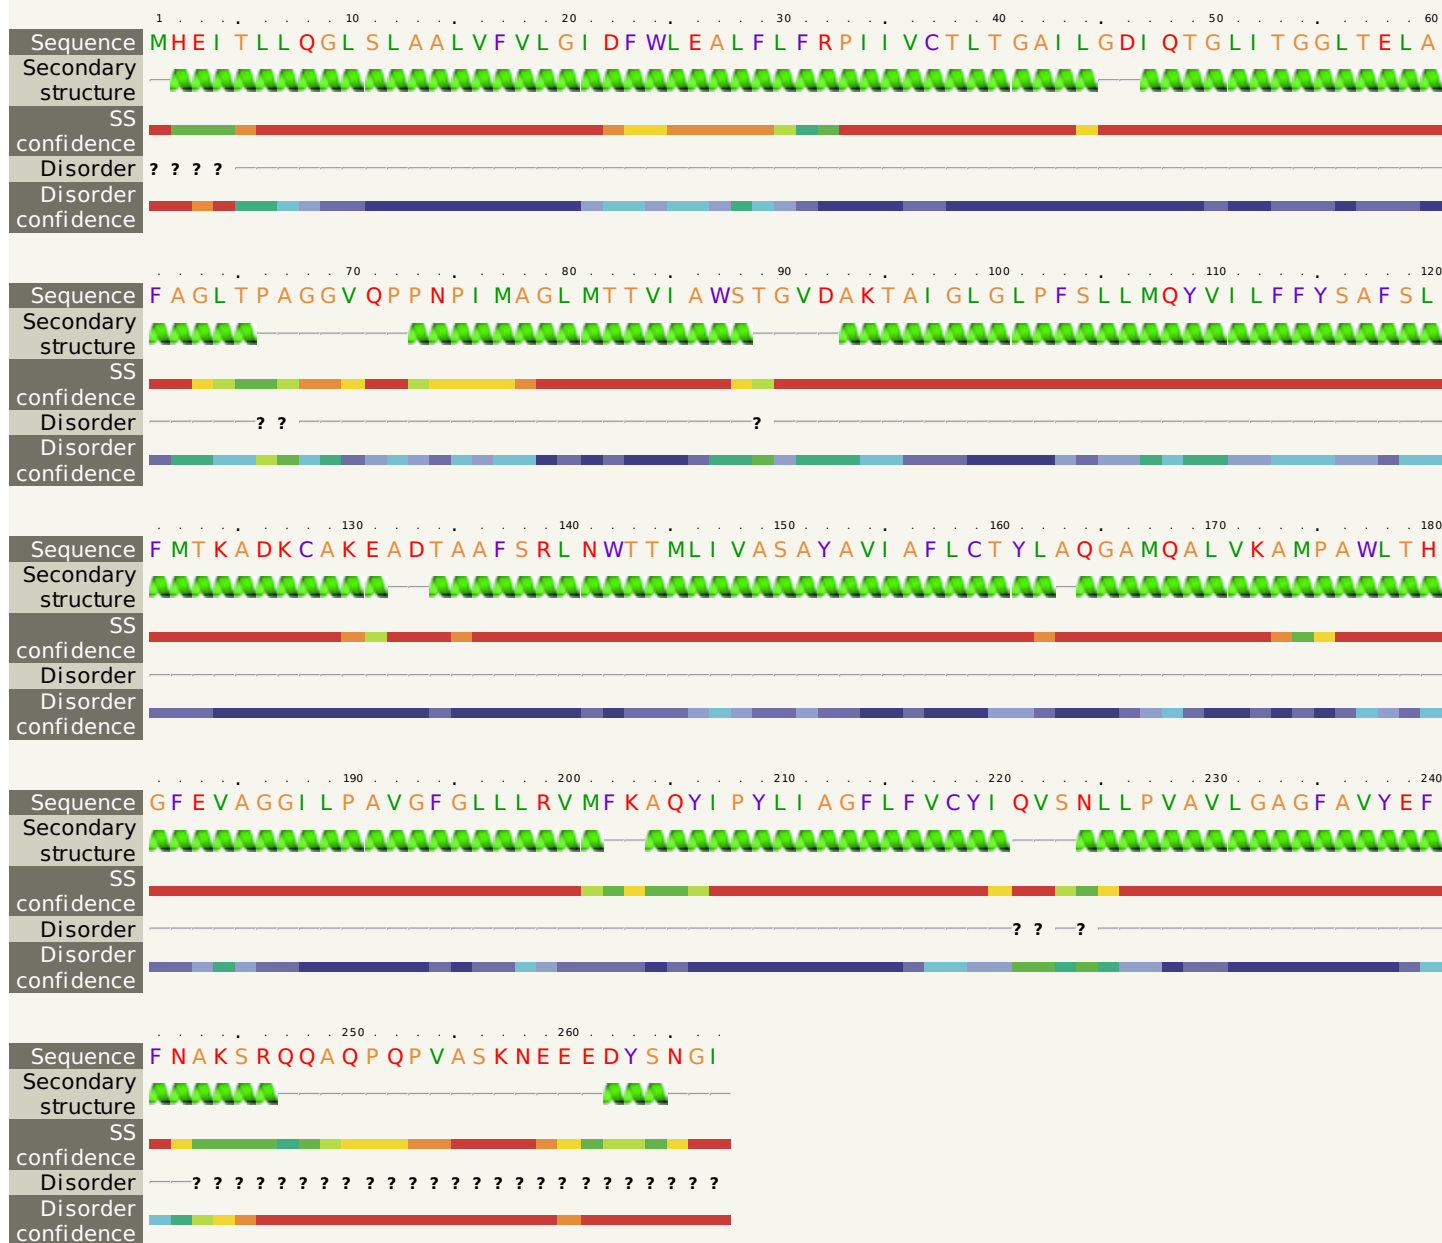 1 10 20 30 40 50 60
Sequence MHEITLLQGLSLAALVFVLGIDFWLEALFLFRPIIVCTLTGAILGDIQTGLITGGLTELA
Secondary structure
SS confidence
Disorder ? ? ? ?
Disorder confidence
70 80 90 100 110 120
Sequence FAGLTPAGGVQPPNPIMAGLMTTVIAWSTGVDAKTAIGLGLPFSLLMQYVILFFYSAFSL
Secondary structure
SS confidence
Disorder ? ? ?
Disorder confidence
130 140 150 160 170 180
Sequence FMTKADKCAKEADTAAFSRLNWTTMLIVASAYAVIAFLCTYLAQGAMQALVKAMPAWLTH
Secondary structure
SS confidence
Disorder
Disorder confidence
190 200 210 220 230 240
Sequence GFEVAGGILPAVGFGLLLRVMFKAQYIPYLIAGFLFVCYIQVSNLLPVAVLGAGFAVYEF
Secondary structure
SS confidence
Disorder ? ? ?
Disorder confidence
250 260
Sequence FNAKSRQQAQPQPVASKNEEEDYSNGI
Secondary structure
SS confidence
Disorder ? ? ? ? ? ? ? ? ? ? ? ? ? ? ? ? ? ? ? ? ? ? ? ? ?
Disorder confidence